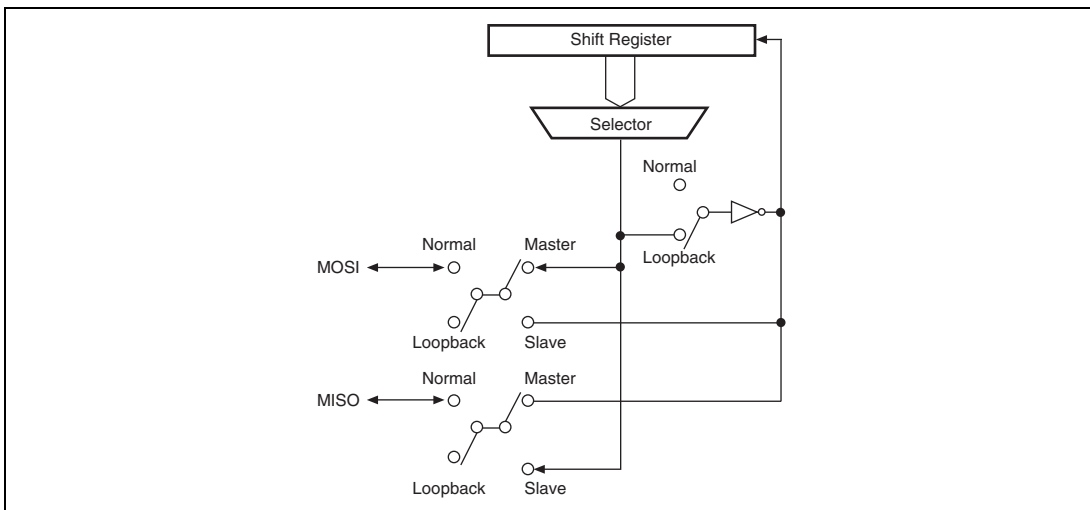 Shift Register
Selector
Normal
Loopback
Normal
Master
MOSI
Loopback
Slave
Normal
Master
MISO
Loopback
Slave